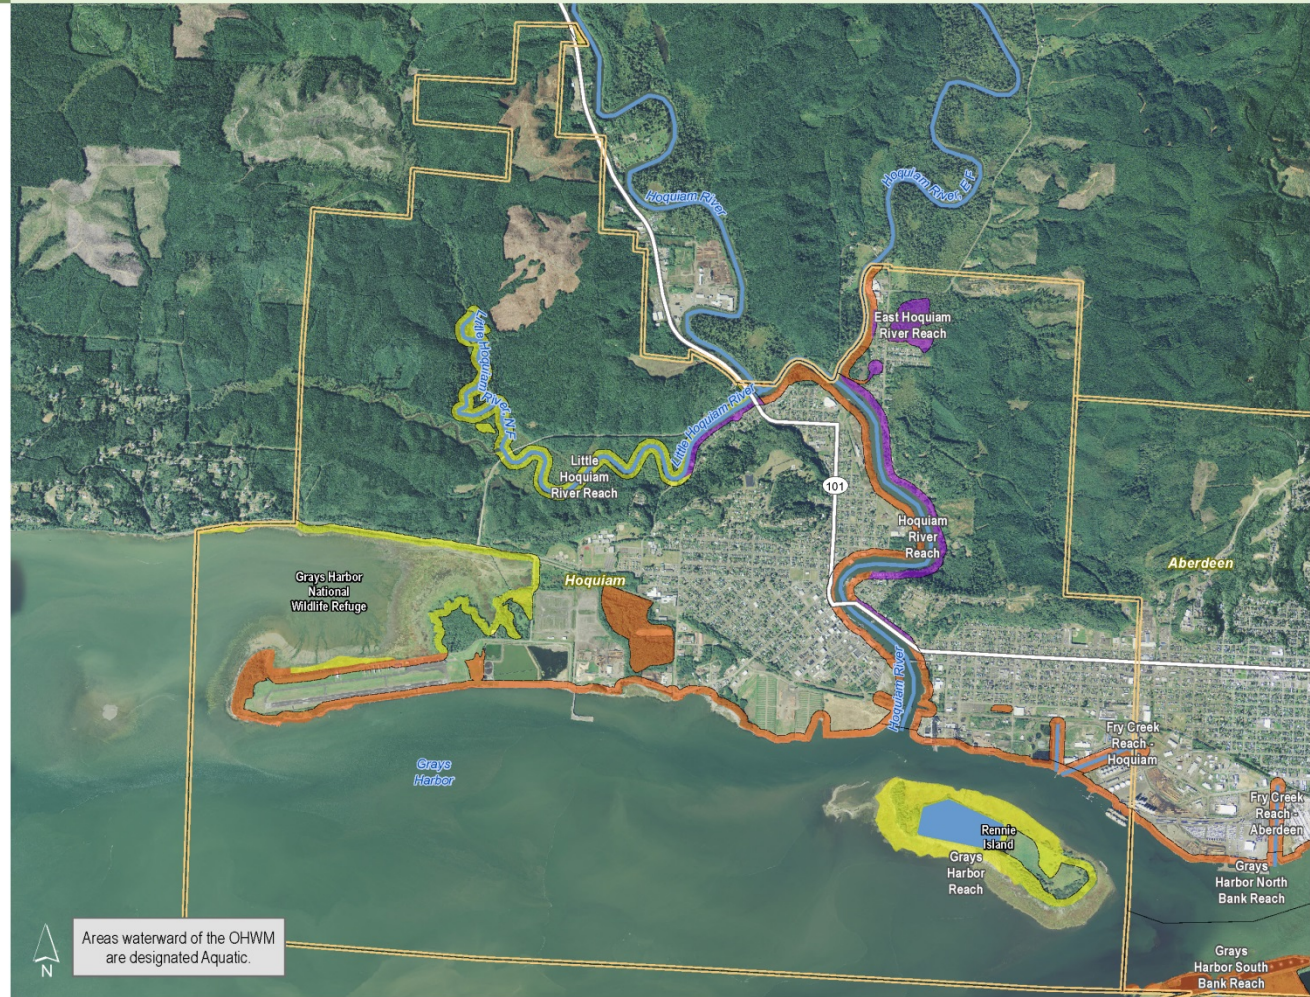 Hoquiam River
Hoquiam River, E.F.
East Hoquiam
River Reach
Little Hoquiam River, N.F.
Little Hoquiam River
Little
Hoquiam
River Reach
101
Hoquiam
River
Reach
Aberdeen
Hoquiam
Grays Harbor
National
Wildlife Refuge
Hoquiam River
Fry Creek
Reach -
Hoquiam
Grays
Harbor
Fry Creek
Reach -
Aberdeen
Rennie
Island
Grays
Harbor
Reach
Grays
Harbor North
Bank Reach
Areas waterward of the OHWM
are designated Aquatic.
N
Grays
Harbor South
Bank Reach